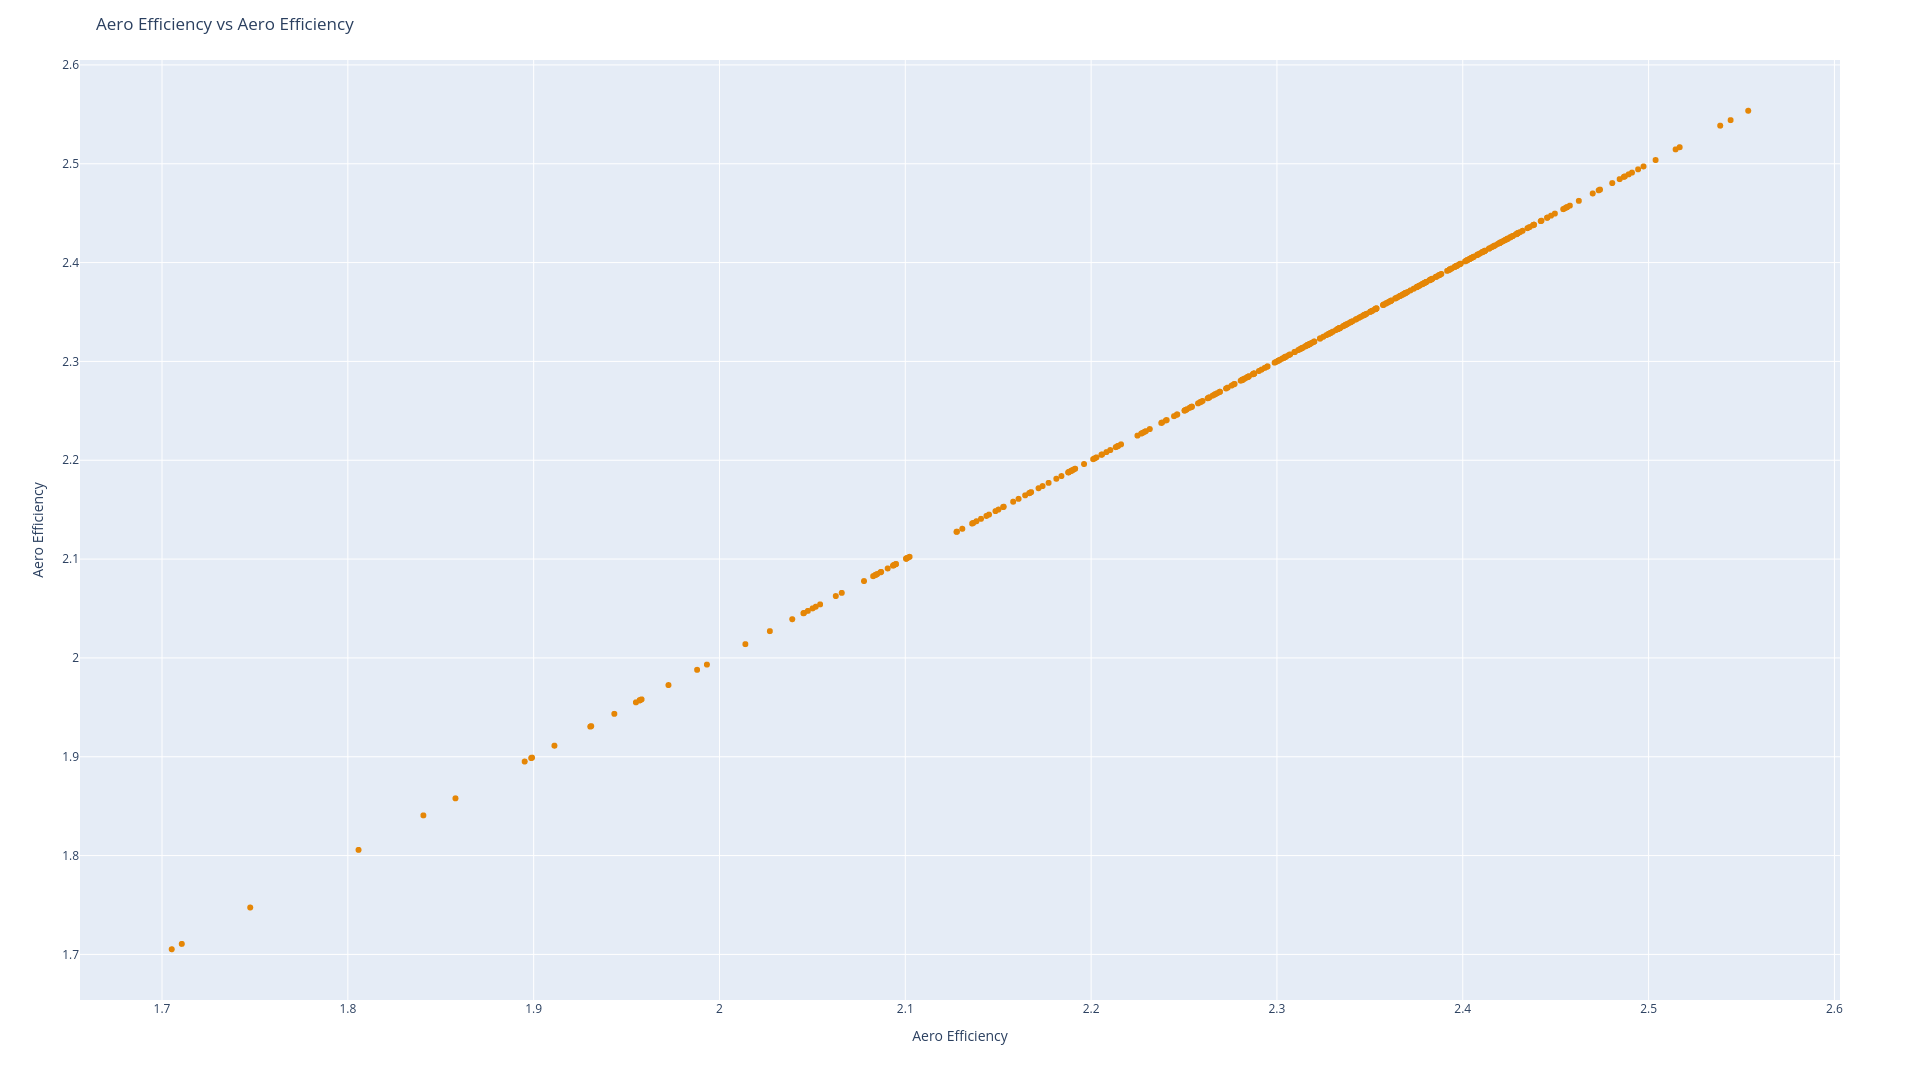 Aero Efficiency vs Aero Efficiency
2.6
2.5
2.4
2.3
2.2
2.1
2
1.9
1.8
1.7
Aero Efficiency
1.7 1.8 1.9 2 2.1 2.2 2.3 2.4 2.5 2.6
Aero Efficiency